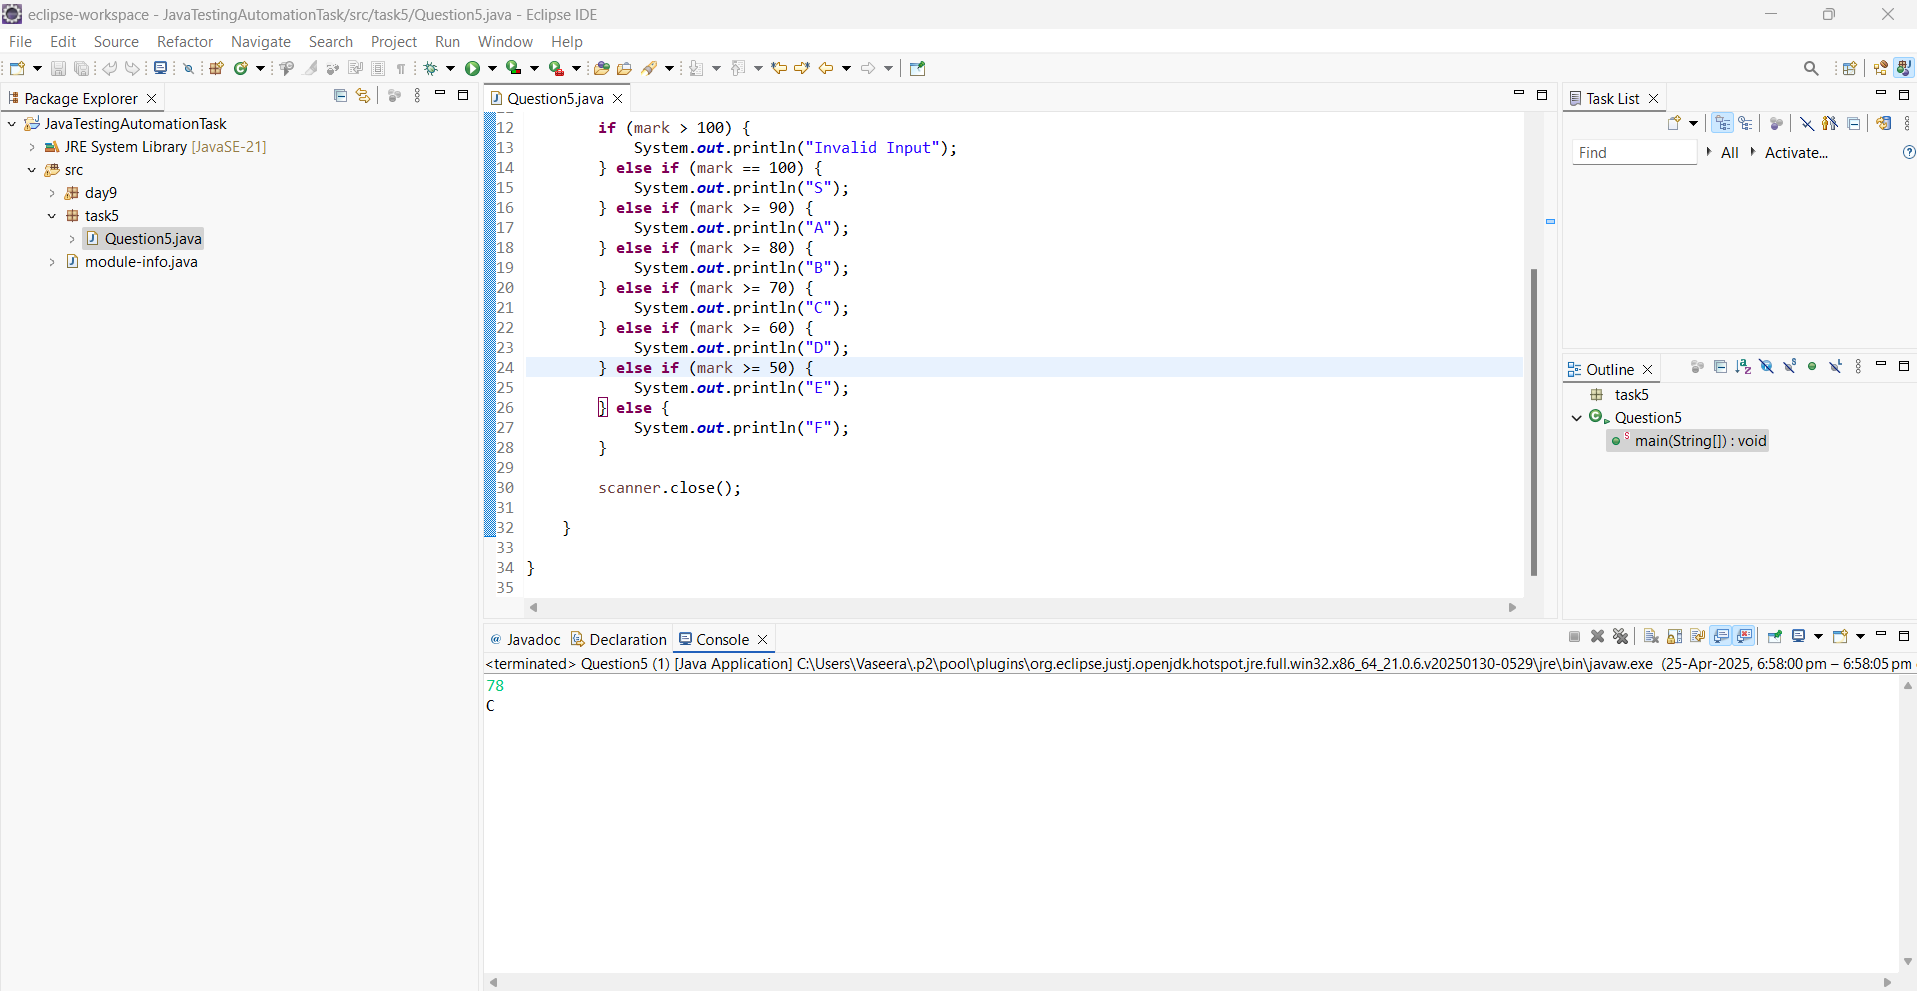 eclipse-workspace - JavaTestingAutomationTask/src/task5/Question5.java - Eclipse IDE
File Edit Source Refactor Navigate Search Project Run Window Help
Package Explorer
JavaTestingAutomationTask
JRE System Library [JavaSE-21]
src
day9
task5
Question5.java
module-info.java
Question5.java
12 if (mark > 100) {
13 System.out.println("Invalid Input");
14 } else if (mark == 100) {
15 System.out.println("S");
16 } else if (mark >= 90) {
17 System.out.println("A");
18 } else if (mark >= 80) {
19 System.out.println("B");
20 } else if (mark >= 70) {
21 System.out.println("C");
22 } else if (mark >= 60) {
23 System.out.println("D");
24 } else if (mark >= 50) {
25 System.out.println("E");
26 } else {
27 System.out.println("F");
28 }
29
30 scanner.close();
31
32 }
33
34 }
35
Task List
Find All Activate...
Outline
task5
Question5
main(String[]) : void
@ Javadoc Declaration Console
<terminated> Question5 (1) [Java Application] C:\Users\Vaseera\.p2\pool\plugins\org.eclipse.justj.openjdk.hotspot.jre.full.win32.x86_64_21.0.6.v20250130-0529\jre\bin\javaw.exe (25-Apr-2025, 6:58:00 pm – 6:58:05 pm
78
C